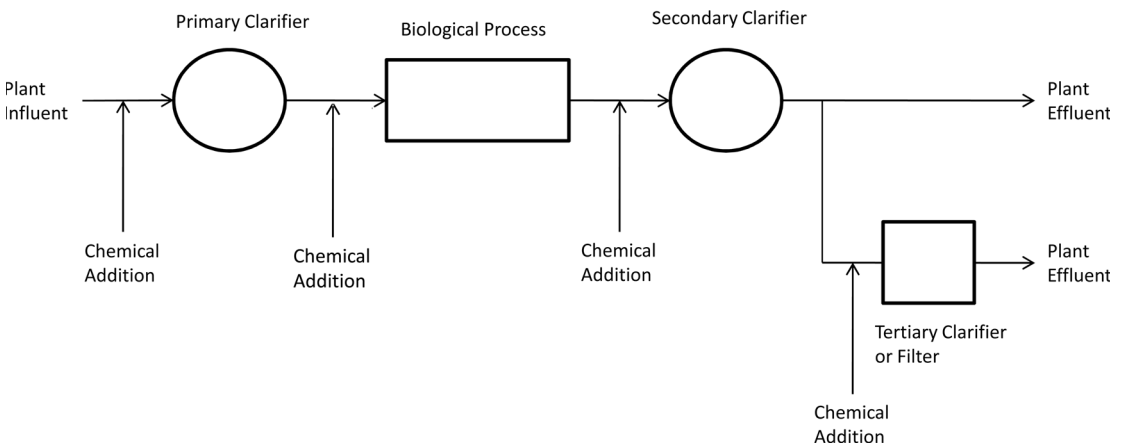 Primary Clarifier
Biological Process
Secondary Clarifier
Plant
Influent
Plant
Effluent
Chemical
Addition
Chemical
Addition
Chemical
Addition
Plant
Effluent
Tertiary Clarifier
or Filter
Chemical
Addition